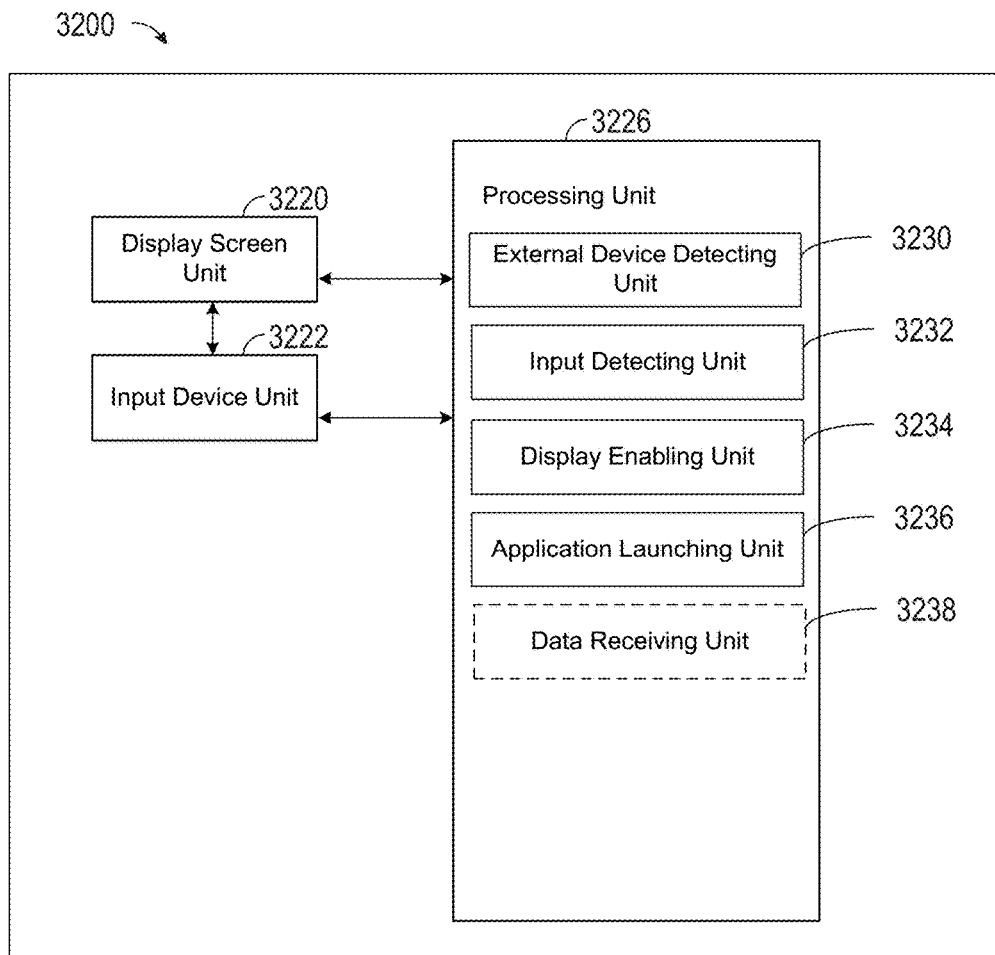 3200
3226
Processing Unit
3220
Display Screen
Unit
3230
External Device Detecting
Unit
3222
Input Device Unit
3232
Input Detecting Unit
3234
Display Enabling Unit
3236
Application Launching Unit
3238
Data Receiving Unit